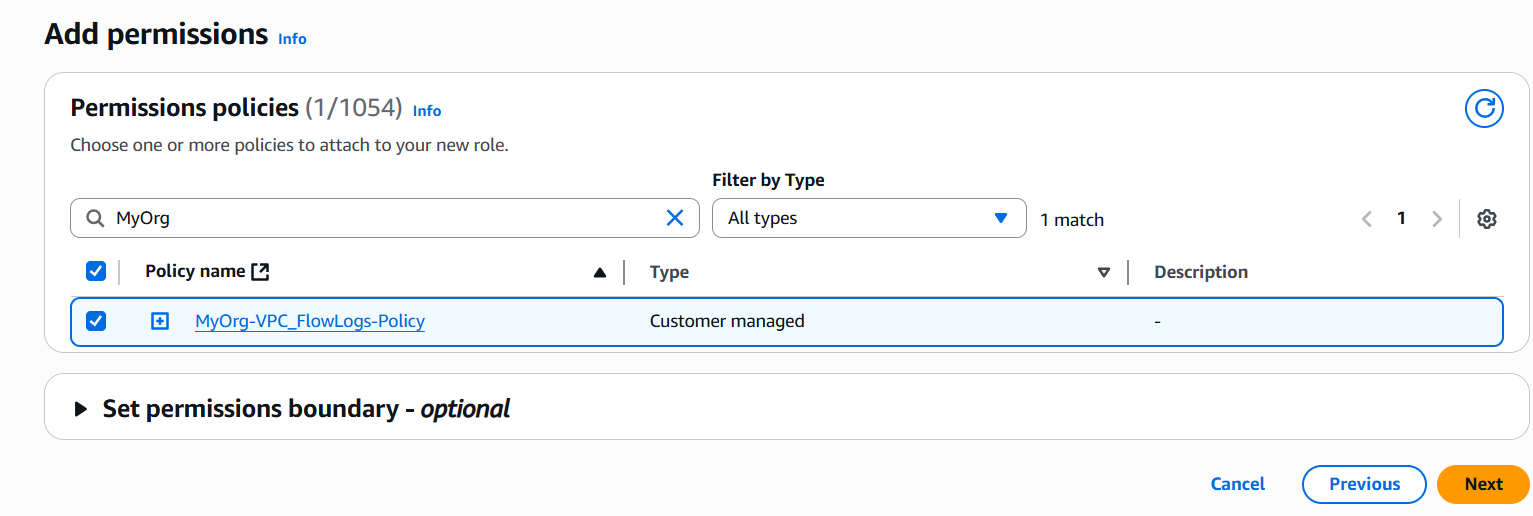 Add permissions Info
Permissions policies (1/1054) Info
Choose one or more policies to attach to your new role.
Filter by Type
MyOrg
All types
1 match
1
Policy name
Type
Description
MyOrg-VPC_FlowLogs-Policy
Customer managed
-
Set permissions boundary - optional
Cancel
Previous
Next